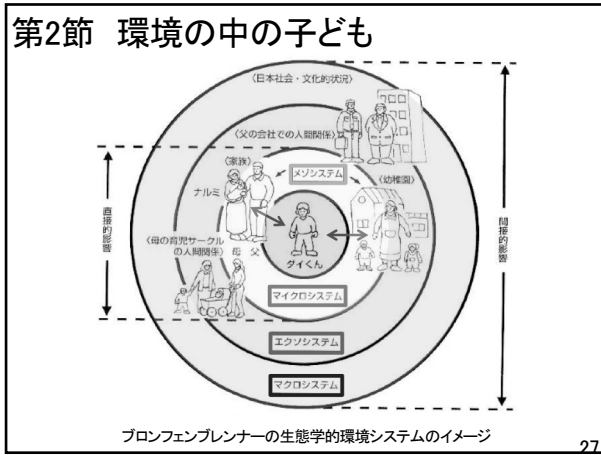 第2節 環境の中の子ども
〈日本社会・文化的状況〉
〈父の会社での人間関係〉
〈家族〉
メゾシステム
〈幼稚園〉
ナルミ
直接的影響
間接的影響
〈母の育児サークル
の人間関係〉
母 父
ダイくん
マイクロシステム
エクソシステム
マクロシステム
ブロンフェンブレンナーの生態学的環境システムのイメージ
27